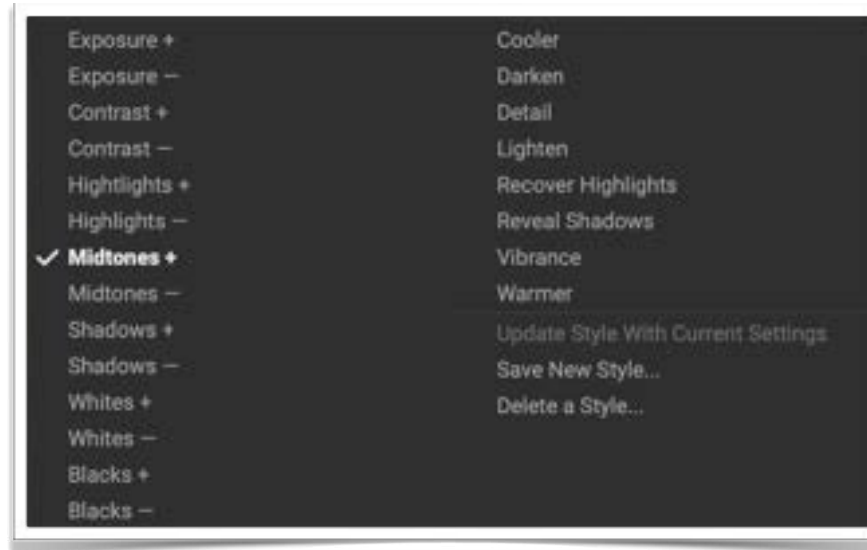 Exposure +
Exposure —
Contrast +
Contrast —
Hightlights +
Highlights —
Midtones +
Midtones —
Shadows +
Shadows —
Whites +
Whites —
Blacks +
Blacks —
Cooler
Darken
Detail
Lighten
Recover Highlights
Reveal Shadows
Vibrance
Warmer
Update Style With Current Settings
Save New Style...
Delete a Style...